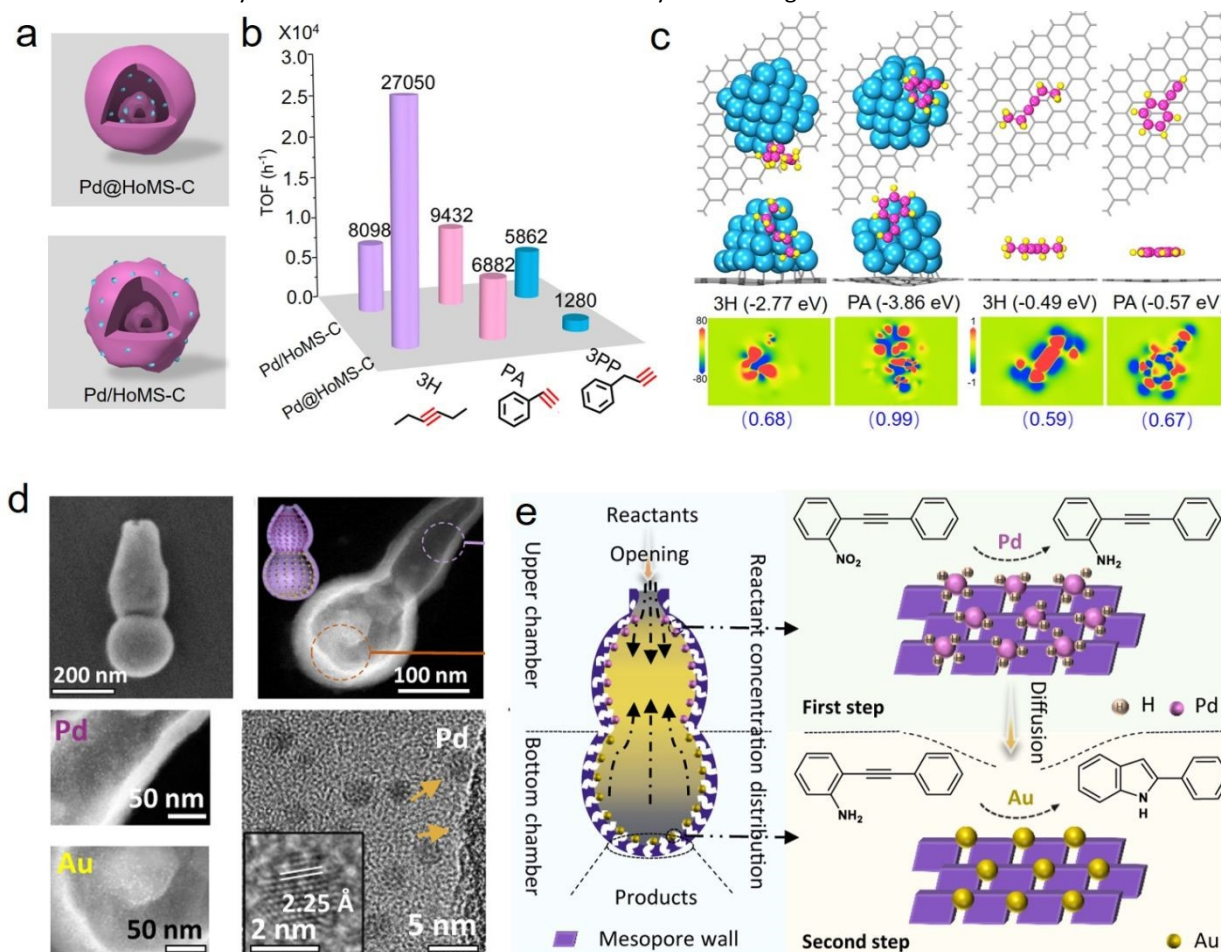 a
Pd@HoMS-C
Pd/HoMS-C
b
X10⁴
TOF (h⁻¹)
3.0
2.5
2.0
1.5
1.0
0.5
0.0
27050
8098
9432
6882
5862
1280
Pd/HoMS-C
Pd@HoMS-C
3H
PA
3PP
c
3H (-2.77 eV)
PA (-3.86 eV)
3H (-0.49 eV)
PA (-0.57 eV)
80
-80
1
-1
(0.68)
(0.99)
(0.59)
(0.67)
d
200 nm
100 nm
Pd
50 nm
Au
50 nm
Pd
2.25 Å
2 nm
5 nm
e
Reactants
Opening
Upper chamber
Bottom chamber
Reactant concentration distribution
Products
Mesopore wall
NO₂
Pd
NH₂
H
H Pd
First step
Diffusion
NH₂
Au
N
H
Second step
Au